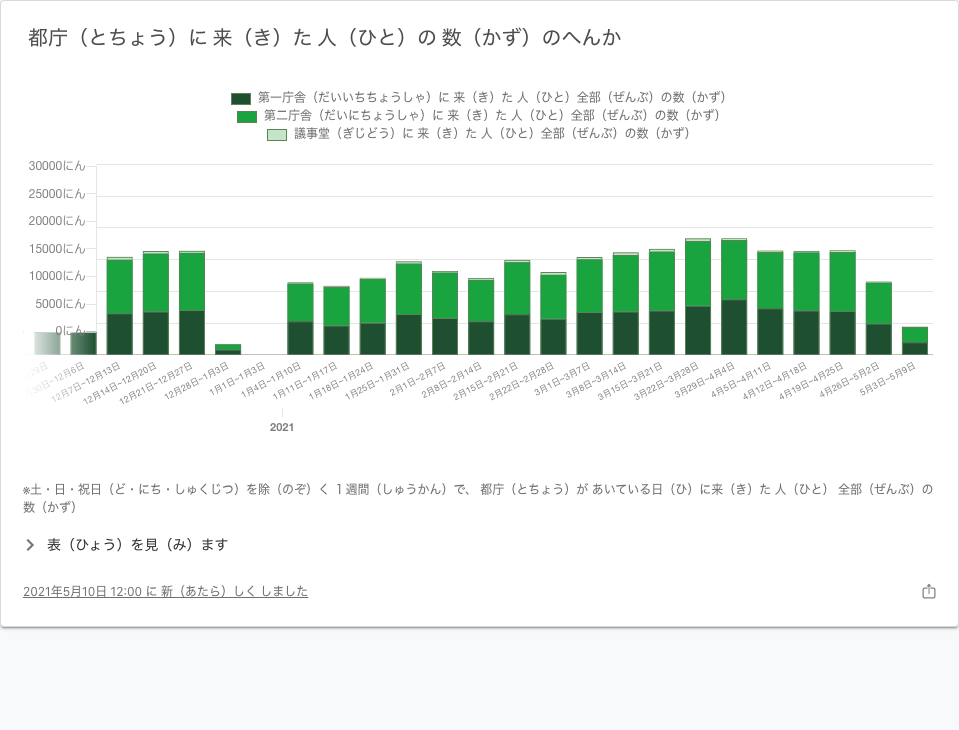 都庁（とちょう）に 来（き）た 人（ひと）の 数（かず）のへんか
第一庁舎（だいいちちょうしゃ）に 来（き）た 人（ひと）全部（ぜんぶ）の数（かず）
第二庁舎（だいにちょうしゃ）に 来（き）た 人（ひと）全部（ぜんぶ）の数（かず）
議事堂（ぎじどう）に 来（き）た 人（ひと）全部（ぜんぶ）の数（かず）
30000にん
25000にん
20000にん
15000にん
10000にん
5000にん
0にん
12月7日~12月13日
12月14日~12月20日
12月21日~12月27日
12月28日~1月3日
1月1日~1月3日
1月4日~1月10日
1月11日~1月17日
1月18日~1月24日
1月25日~1月31日
2月1日~2月7日
2月8日~2月14日
2月15日~2月21日
2月22日~2月28日
3月1日~3月7日
3月8日~3月14日
3月15日~3月21日
3月22日~3月28日
3月29日~4月4日
4月5日~4月11日
4月12日~4月18日
4月19日~4月25日
4月26日~5月2日
5月3日~5月9日
2021
※土・日・祝日（ど・にち・しゅくじつ）を除（のぞ）く １週間（しゅうかん）で、 都庁（とちょう）が あいている日（ひ）に来（き）た 人（ひと） 全部（ぜんぶ）の
数（かず）
表（ひょう）を見（み）ます
2021年5月10日 12:00 に 新（あたら）しく しました